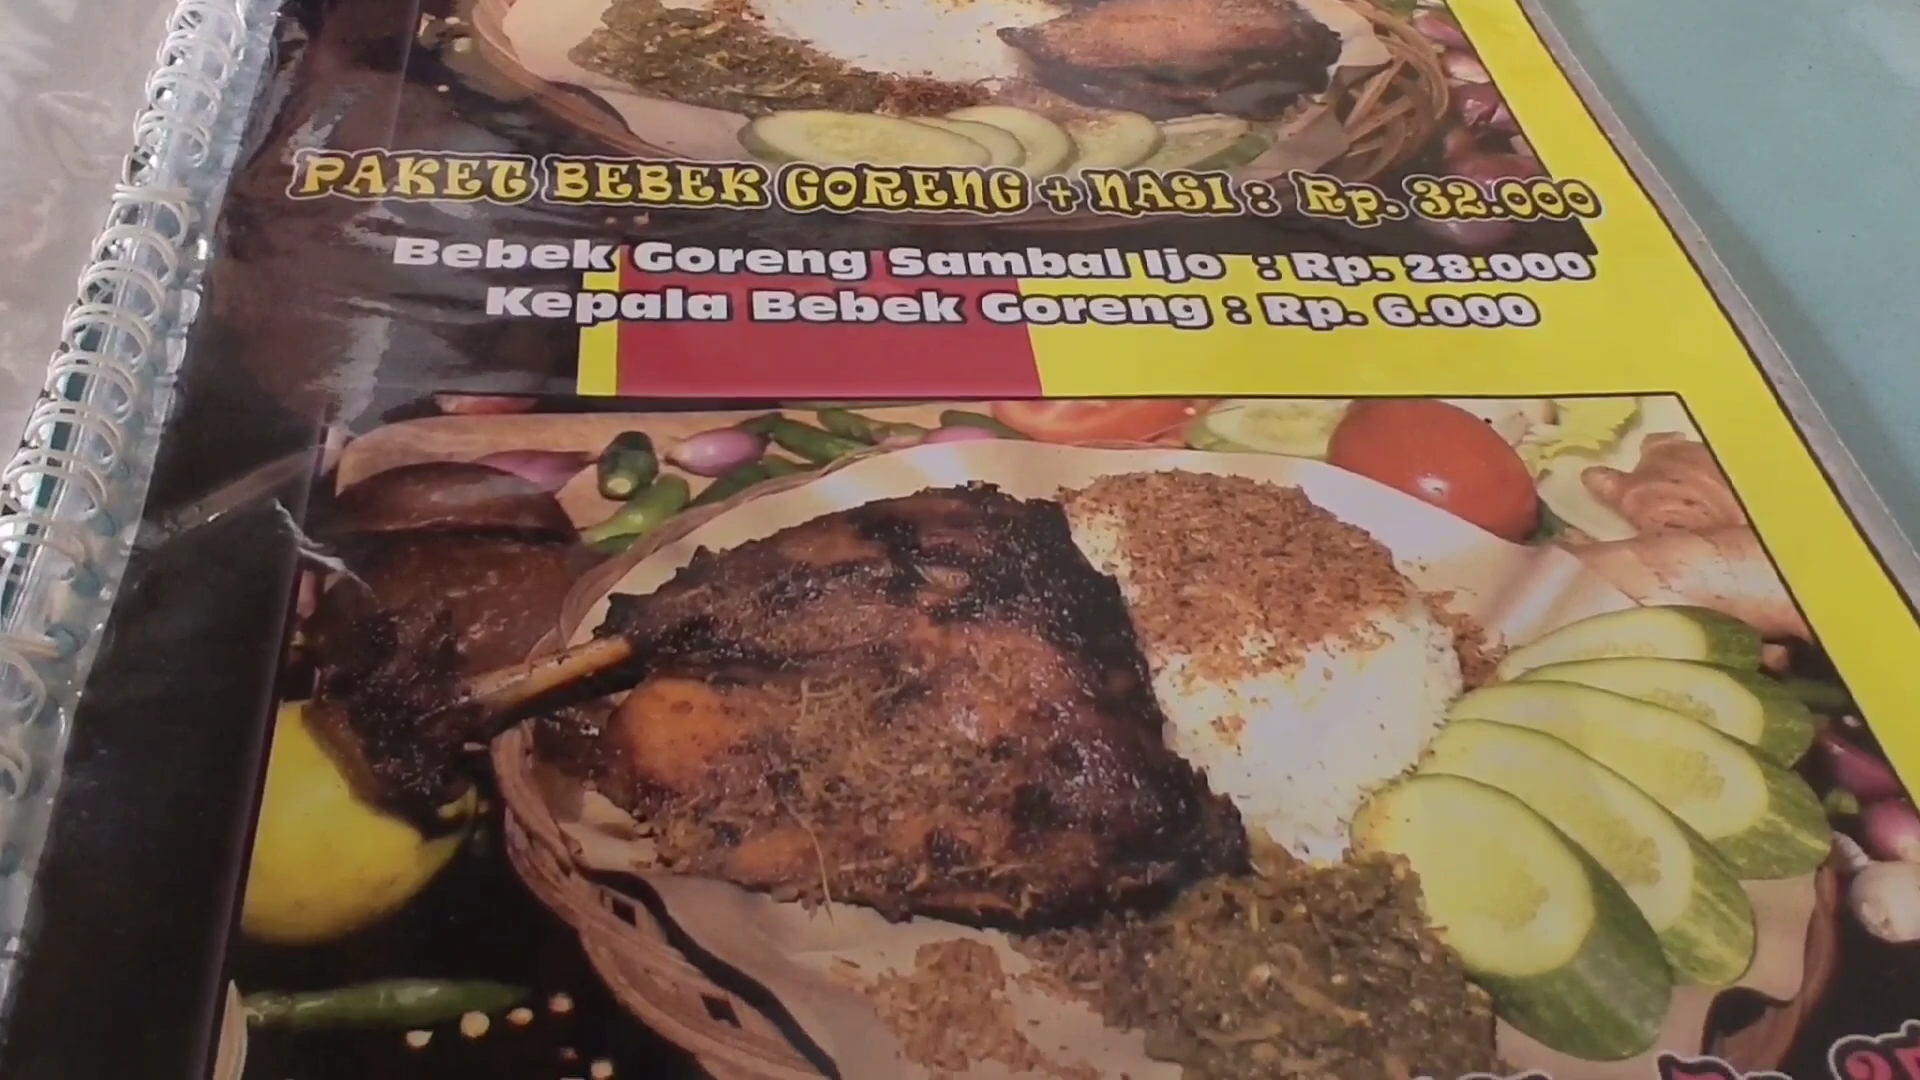 PAKET BEBEK GORENG + NASI : Rp. 32.000
Bebek Goreng Sambal Ijo : Rp. 28.000
Kepala Bebek Goreng : Rp. 6.000